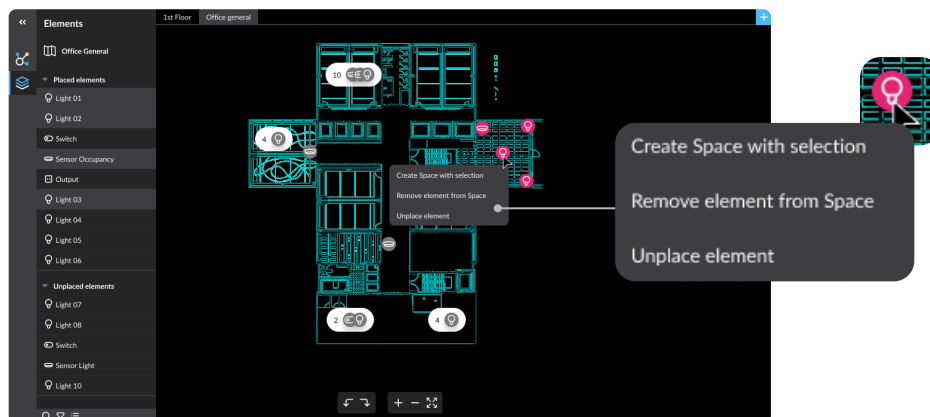 Elements
1st Floor
Office general
Office General
Placed elements
Light 01
Light 02
Switch
Sensor Occupancy
Output
Light 03
Light 04
Light 05
Light 06
Unplaced elements
Light 07
Light 08
Switch
Sensor Light
Light 10
10
4
2
4
Create Space with selection
Remove element from Space
Unplace element
Create Space with selection
Remove element from Space
Unplace element